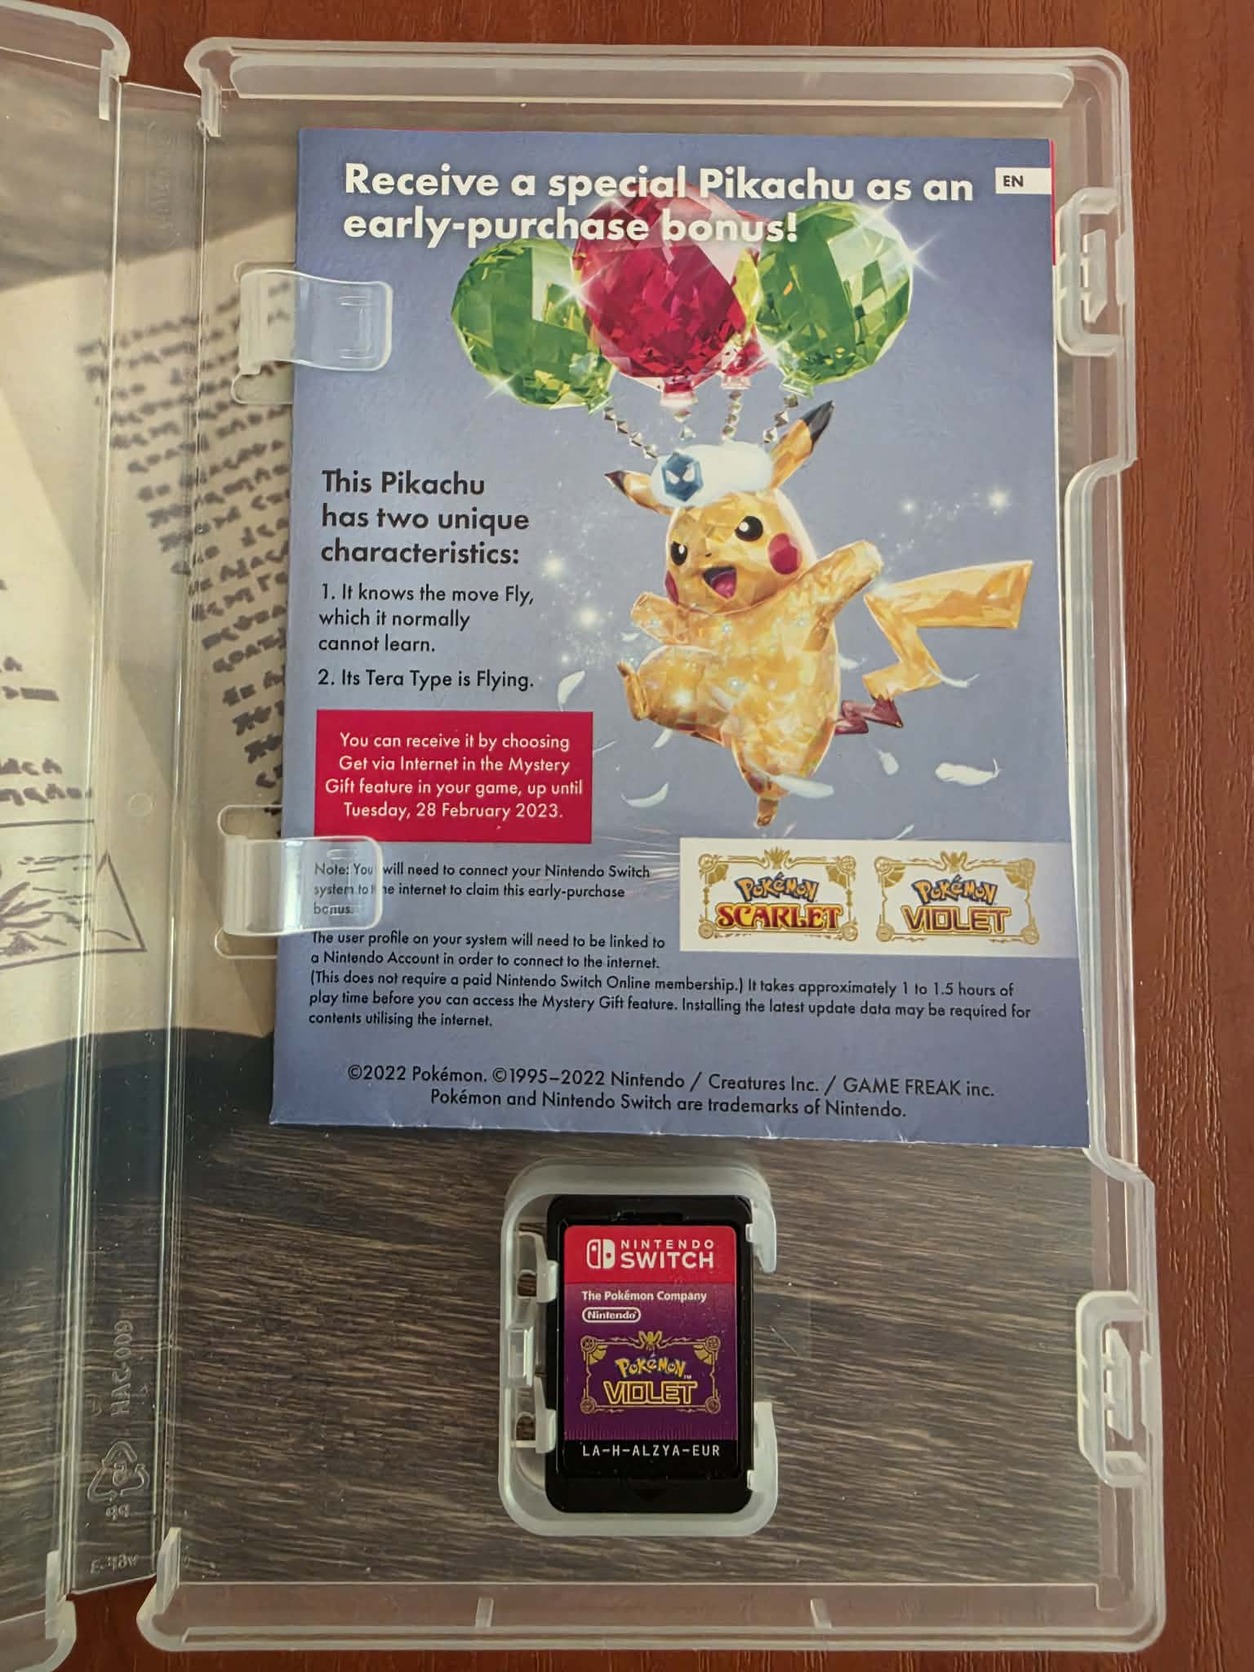 Receive a special Pikachu as an
early-purchase bonus!
EN
This Pikachu
has two unique
characteristics:
1. It knows the move Fly,
which it normally
cannot learn.
2. Its Tera Type is Flying.
You can receive it by choosing
Get via Internet in the Mystery
Gift feature in your game, up until
Tuesday, 28 February 2023.
Note: You will need to connect your Nintendo Switch
system to the internet to claim this early-purchase
bonus.
The user profile on your system will need to be linked to
a Nintendo Account in order to connect to the internet.
(This does not require a paid Nintendo Switch Online membership.) It takes approximately 1 to 1.5 hours of
play time before you can access the Mystery Gift feature. Installing the latest update data may be required for
contents utilising the internet.
POKéMON
SCARLET
POKéMON
VIOLET
©2022 Pokémon. ©1995–2022 Nintendo / Creatures Inc. / GAME FREAK inc.
Pokémon and Nintendo Switch are trademarks of Nintendo.
NINTENDO
SWITCH
The Pokémon Company
Nintendo
POKéMON™
VIOLET
LA-H-ALZYA-EUR
HAC-009
PP